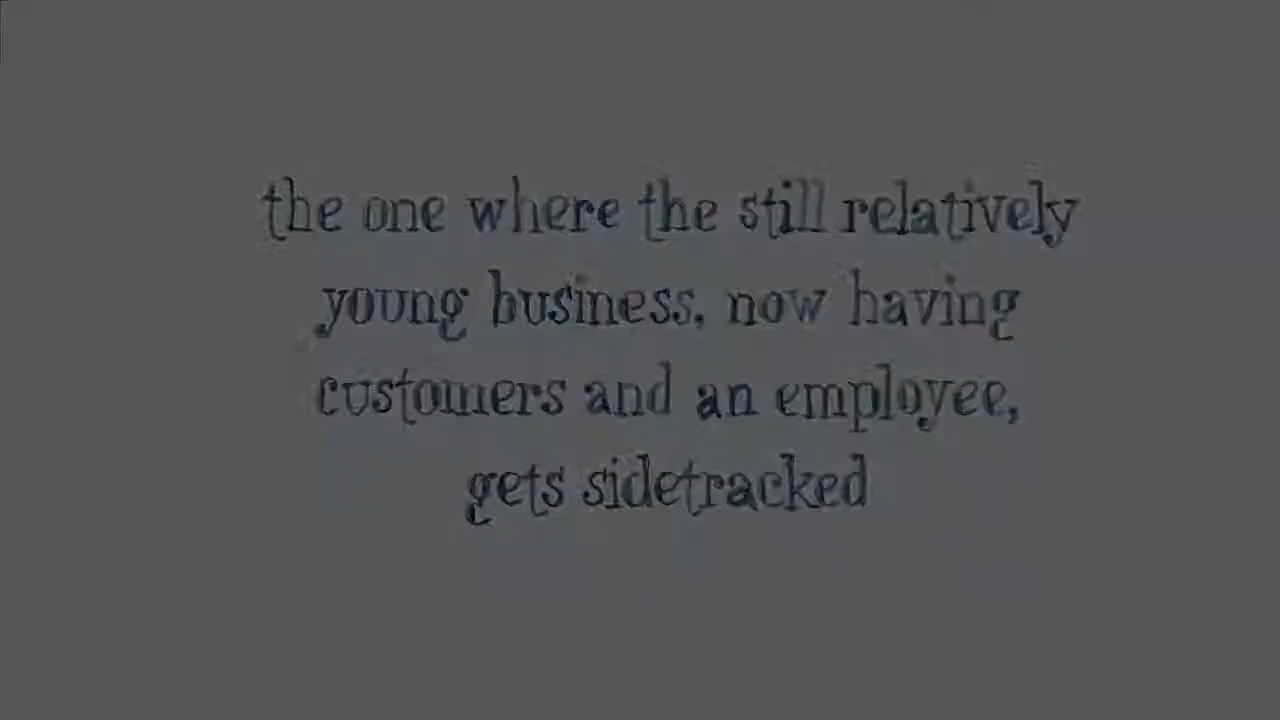 the one where the still relatively
young business, now having
customers and an employee,
gets sidetracked